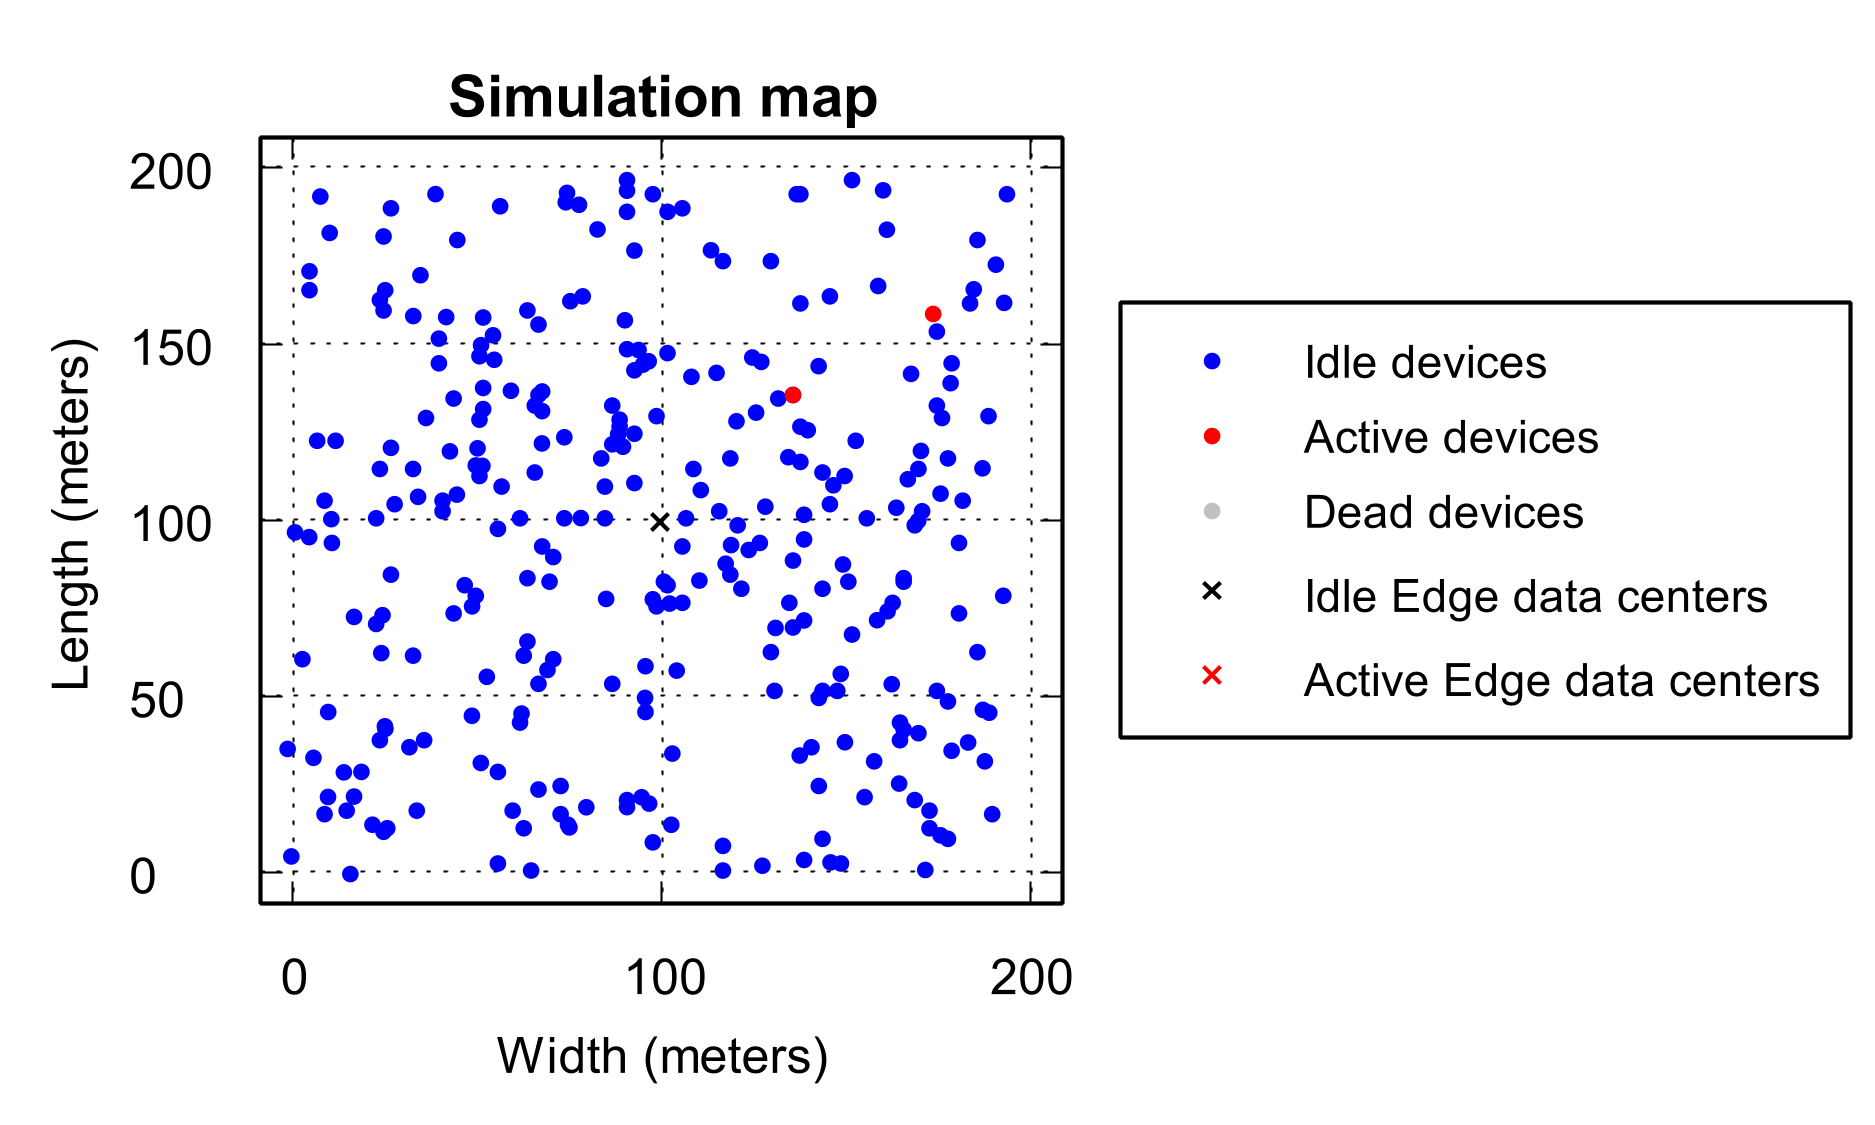 Simulation map
200
150
100
50
0
Length (meters)
0 100 200
Width (meters)
Idle devices
Active devices
Dead devices
Idle Edge data centers
Active Edge data centers